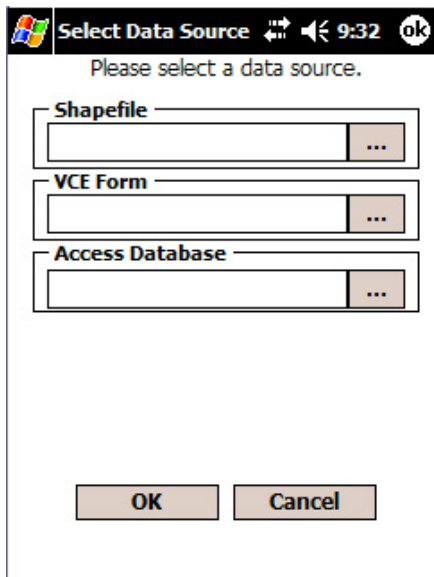 Select Data Source 9:32 ok
Please select a data source.
Shapefile
...
VCE Form
...
Access Database
...
OK Cancel